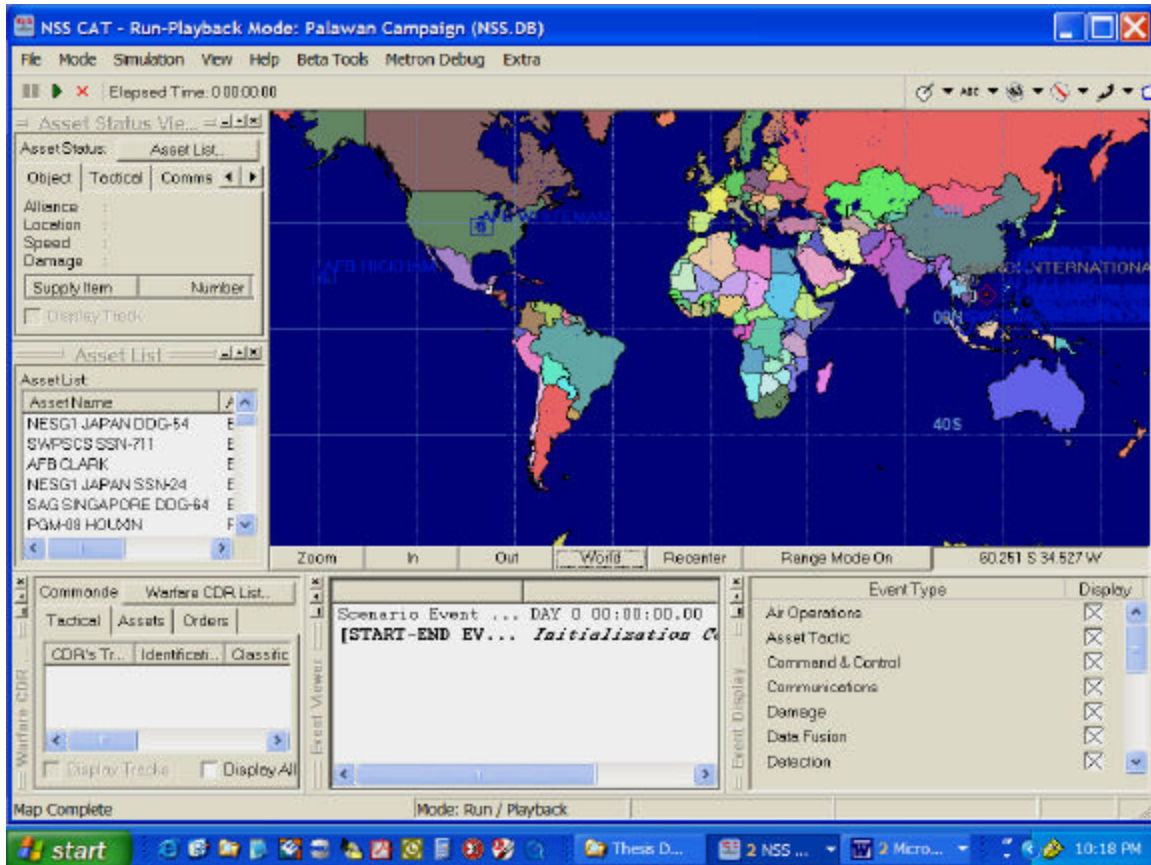 NSS CAT - Run-Playback Mode: Palawan Campaign (NSS.DB)
File Mode Simulation View Help Beta Tools Metron Debug Extra
Elapsed Time: 0 00:00:00
ABC
Asset Status Vie...
Asset Status: Asset List..
Object Tactical Comms
Alliance :
Location :
Speed :
Damage :
Supply Item Number
Display Track
AFB WHITEMAN
AFB HICKHAM
INTERNATIONA
40S
Asset List
Asset List:
Asset Name
NESG1 JAPAN DDG-54
SWPSCS SSN-711
AFB CLARK
NESG1 JAPAN SSN-24
SAG SINGAPORE DDG-64
PGM-08 HOUXIN
Zoom In Out World Recenter Range Mode On 60.251 S 34.527 W
Warfare CDR
Commande Warfare CDR List..
Tactical Assets Orders
CDR's Tr... Identificati... Classific
Display Tracks Display All
Event Viewer
Scenario Event ... DAY 0 00:00:00.00
[START-END EV... Initialization Co
Event Display
Event Type Display
Air Operations
Asset Tactic
Command & Control
Communications
Damage
Data Fusion
Detection
Map Complete Mode: Run / Playback
start Thesis D... 2 NSS ... 2 Micro... 10:18 PM